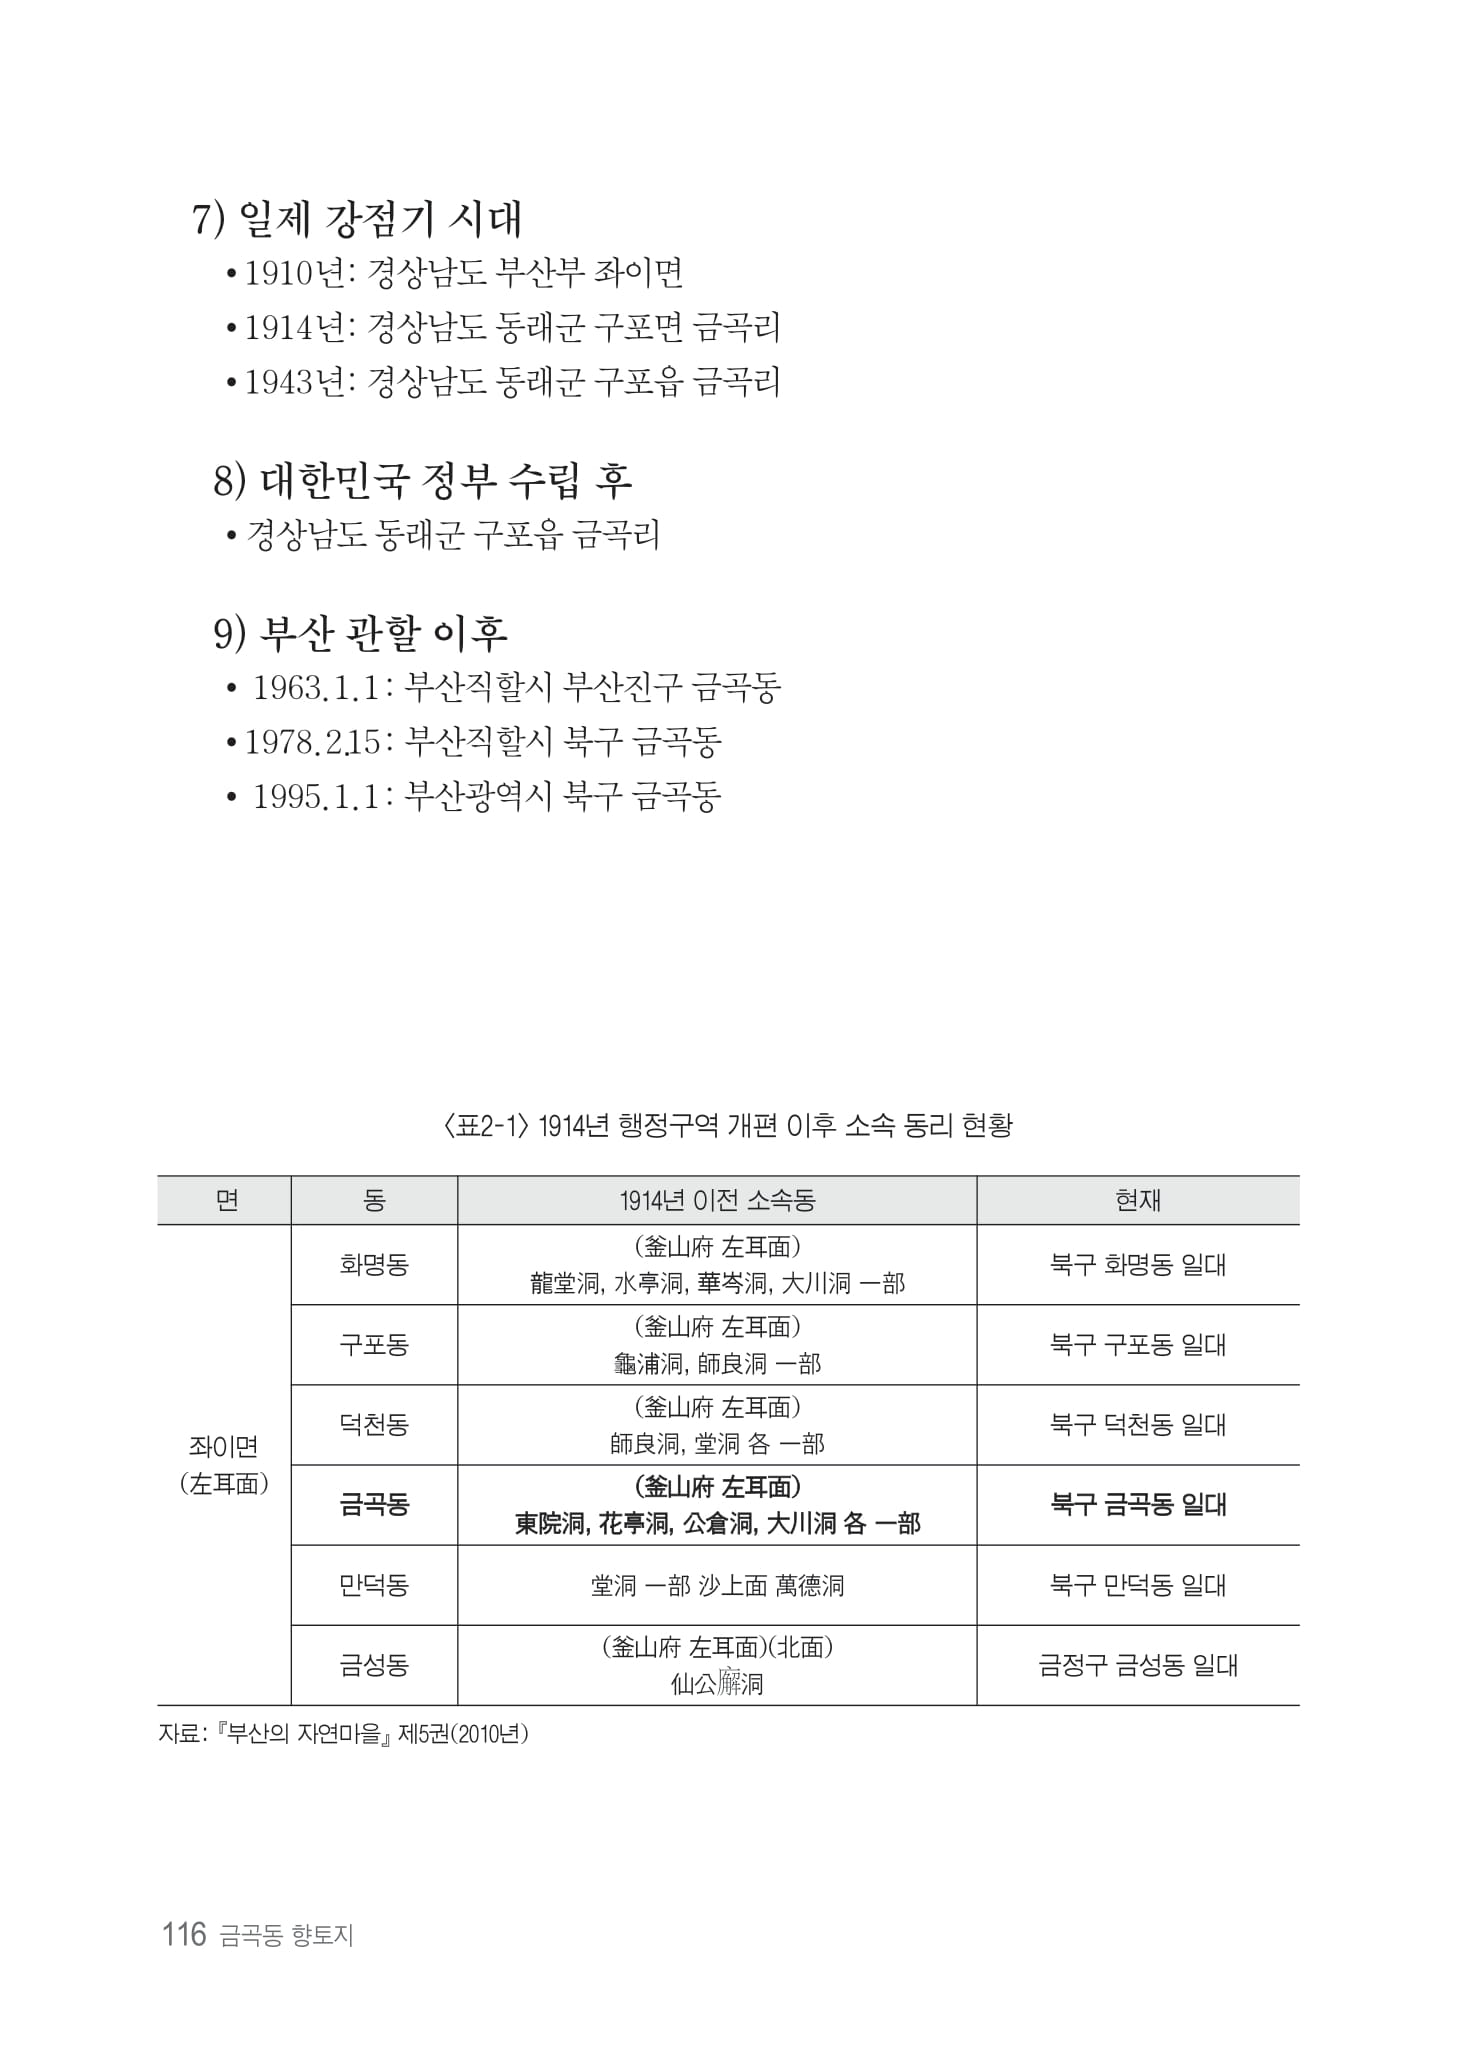 7) 일제 강점기 시대
• 1910년: 경상남도 부산부 좌이면
• 1914년: 경상남도 동래군 구포면 금곡리
• 1943년: 경상남도 동래군 구포읍 금곡리
8) 대한민국 정부 수립 후
• 경상남도 동래군 구포읍 금곡리
9) 부산 관할 이후
• 1963.1.1: 부산직할시 부산진구 금곡동
• 1978.2.15: 부산직할시 북구 금곡동
• 1995.1.1: 부산광역시 북구 금곡동
〈표2-1〉 1914년 행정구역 개편 이후 소속 동리 현황
면 동 1914년 이전 소속동 현재
좌이면
(左耳面)
화명동
(釜山府 左耳面)
龍堂洞, 水亭洞, 華岑洞, 大川洞 一部
북구 화명동 일대
구포동
(釜山府 左耳面)
龜浦洞, 師良洞 一部
북구 구포동 일대
덕천동
(釜山府 左耳面)
師良洞, 堂洞 各 一部
북구 덕천동 일대
금곡동
(釜山府 左耳面)
東院洞, 花亭洞, 公倉洞, 大川洞 各 一部
북구 금곡동 일대
만덕동
堂洞 一部 沙上面 萬德洞
북구 만덕동 일대
금성동
(釜山府 左耳面)(北面)
仙公廨洞
금정구 금성동 일대
자료: 『부산의 자연마을』 제5권(2010년)
116 금곡동 향토지